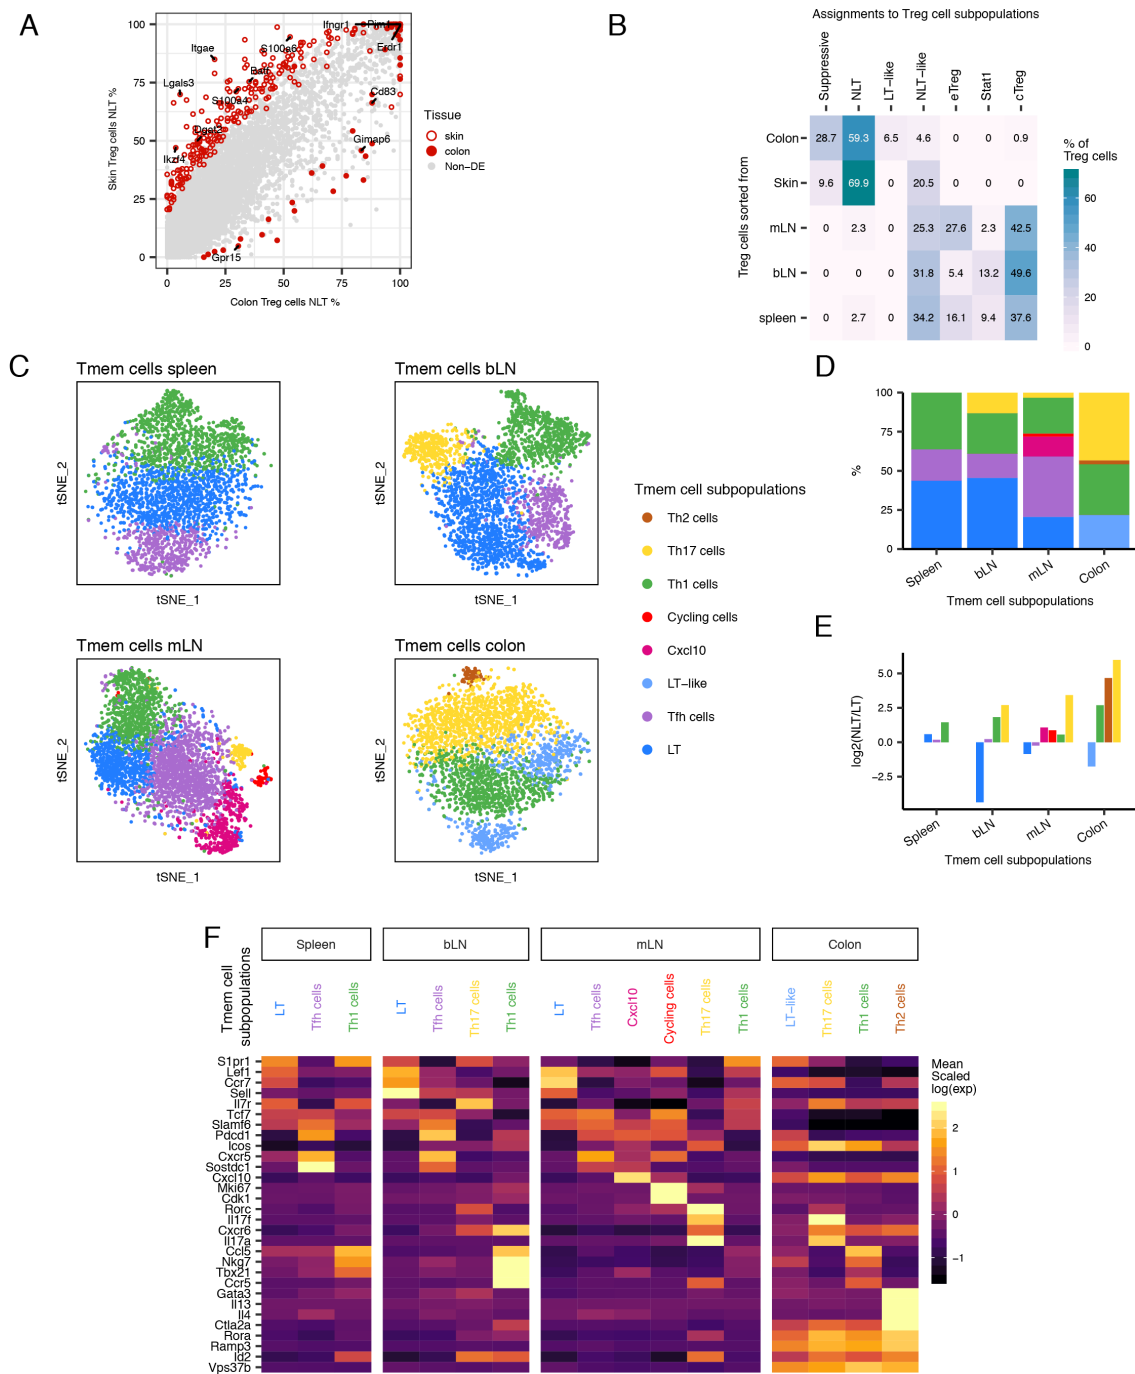 A
100
75
50
25
0
0
25
50
75
100
Skin Treg cells NLT %
Colon Treg cells NLT %
Ifngr1
Pim1
Erdr1
Itgae
S100a6
Lgals3
S100a4
Cd83
Gimap6
Ikzf4
Gpr15
Tissue
skin
colon
Non−DE
B
Assignments to Treg cell subpopulations
Suppressive
NLT
LT−like
NLT−like
eTreg
Stat1
cTreg
Treg cells sorted from
Colon 28.7 59.3 6.5 4.6 0 0 0.9
Skin 9.6 69.9 0 20.5 0 0 0
mLN 0 2.3 0 25.3 27.6 2.3 42.5
bLN 0 0 0 31.8 5.4 13.2 49.6
spleen 0 2.7 0 34.2 16.1 9.4 37.6
% of
Treg cells
60
40
20
0
C
Tmem cells spleen
tSNE_2
tSNE_1
Tmem cells bLN
tSNE_2
tSNE_1
Tmem cells mLN
tSNE_2
tSNE_1
Tmem cells colon
tSNE_2
tSNE_1
Tmem cell subpopulations
Th2 cells
Th17 cells
Th1 cells
Cycling cells
Cxcl10
LT−like
Tfh cells
LT
D
100
75
50
25
0
%
Spleen
bLN
mLN
Colon
Tmem cell subpopulations
E
5.0
2.5
0.0
−2.5
log2(NLT/LT)
Spleen
bLN
mLN
Colon
Tmem cell subpopulations
F
Tmem cell
subpopulations
Spleen
bLN
mLN
Colon
LT
Tfh cells
Th1 cells
LT
Tfh cells
Th17 cells
Th1 cells
LT
Tfh cells
Cxcl10
Cycling cells
Th17 cells
Th1 cells
LT−like
Th17 cells
Th1 cells
Th2 cells
S1pr1
Lef1
Ccr7
Sell
Il7r
Tcf7
Slamf6
Pdcd1
Icos
Cxcr5
Sostdc1
Cxcl10
Mki67
Cdk1
Rorc
Il17f
Cxcr6
Il17a
Ccl5
Nkg7
Tbx21
Ccr5
Gata3
Il13
Il4
Ctla2a
Rora
Ramp3
Id2
Vps37b
Mean
Scaled
log(exp)
2
1
0
−1